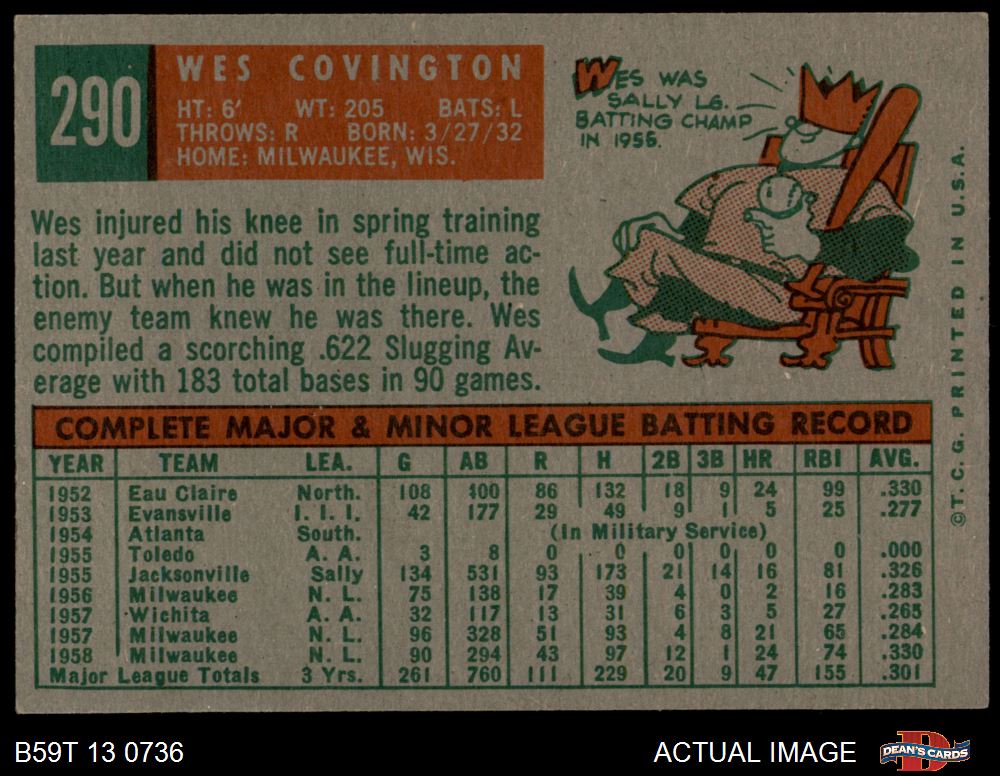 290
WES COVINGTON
HT: 6' WT: 205 BATS: L
THROWS: R BORN: 3/27/32
HOME: MILWAUKEE, WIS.
WES WAS
SALLY LG.
BATTING CHAMP
IN 1955.
Wes injured his knee in spring training
last year and did not see full-time ac-
tion. But when he was in the lineup, the
enemy team knew he was there. Wes
compiled a scorching .622 Slugging Av-
erage with 183 total bases in 90 games.
COMPLETE MAJOR & MINOR LEAGUE BATTING RECORD
YEAR TEAM LEA. G AB R H 2B 3B HR RBI AVG.
1952 Eau Claire North. 108 400 86 132 18 9 24 99 .330
1953 Evansville I. I. I. 42 177 29 49 9 1 5 25 .277
1954 Atlanta South. (In Military Service)
1955 Toledo A. A. 3 8 0 0 0 0 0 0 .000
1955 Jacksonville Sally 134 531 93 173 21 14 16 81 .326
1956 Milwaukee N. L. 75 138 17 39 4 0 2 16 .283
1957 Wichita A. A. 32 117 13 31 6 3 5 27 .265
1957 Milwaukee N. L. 96 328 51 93 4 8 21 65 .284
1958 Milwaukee N. L. 90 294 43 97 12 1 24 74 .330
Major League Totals 3 Yrs. 261 760 111 229 20 9 47 155 .301
©T. C. G. PRINTED IN U.S.A.
B59T 13 0736
ACTUAL IMAGE
D
DEAN'S CARDS